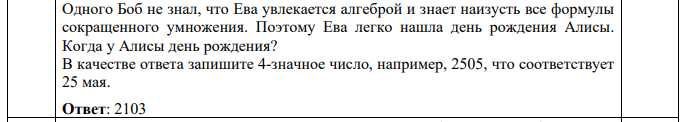 Одного Боб не знал, что Ева увлекается алгеброй и знает наизусть все формулы
сокращенного умножения. Поэтому Ева легко нашла день рождения Алисы.
Когда у Алисы день рождения?
В качестве ответа запишите 4-значное число, например, 2505, что соответствует
25 мая.
Ответ: 2103